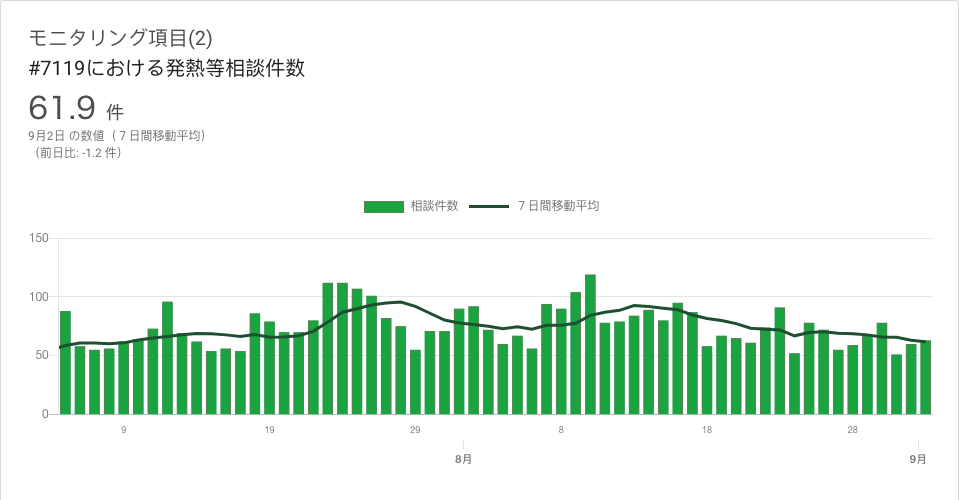 モニタリング項目(2)
#7119における発熱等相談件数
61.9 件
9月2日 の数値（７日間移動平均）
（前日比: -1.2 件）
相談件数 ７日間移動平均
150
100
50
0
9 19 29 8 18 28
8月 9月